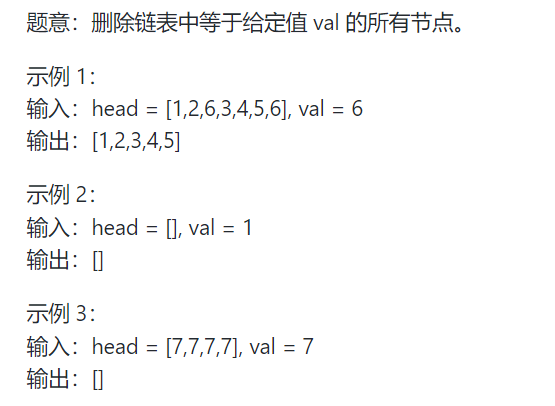 题意：删除链表中等于给定值 val 的所有节点。
示例 1：
输入：head = [1,2,6,3,4,5,6], val = 6
输出：[1,2,3,4,5]
示例 2：
输入：head = [], val = 1
输出：[]
示例 3：
输入：head = [7,7,7,7], val = 7
输出：[]